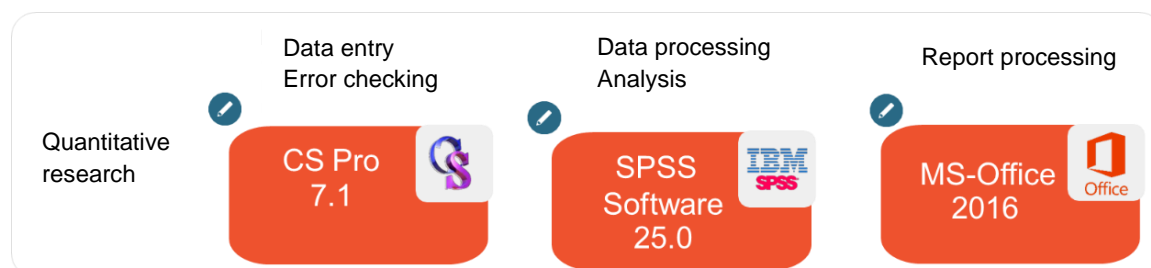 Data entry
Error checking
Data processing
Analysis
Report processing
Quantitative
research
CS Pro
7.1
CS
SPSS
Software
25.0
IBM
SPSS
MS-Office
2016
Office